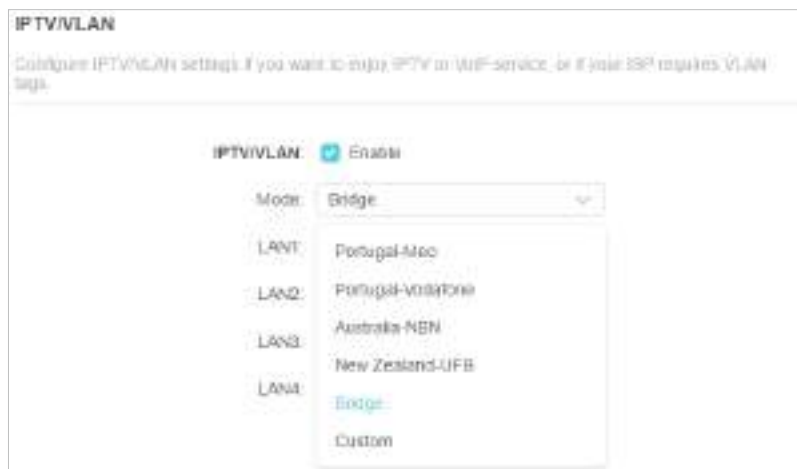 IPTV/VLAN
Configure IPTV/VLAN settings if you want to enjoy IPTV or VoIP service, or if your ISP requires VLAN
tags.
IPTV/VLAN: Enable
Mode: Bridge
LAN1:
Portugal-Meo
LAN2:
Portugal-Vodafone
Australia-NBN
LAN3:
New Zealand-UFB
LAN4:
Bridge
Custom